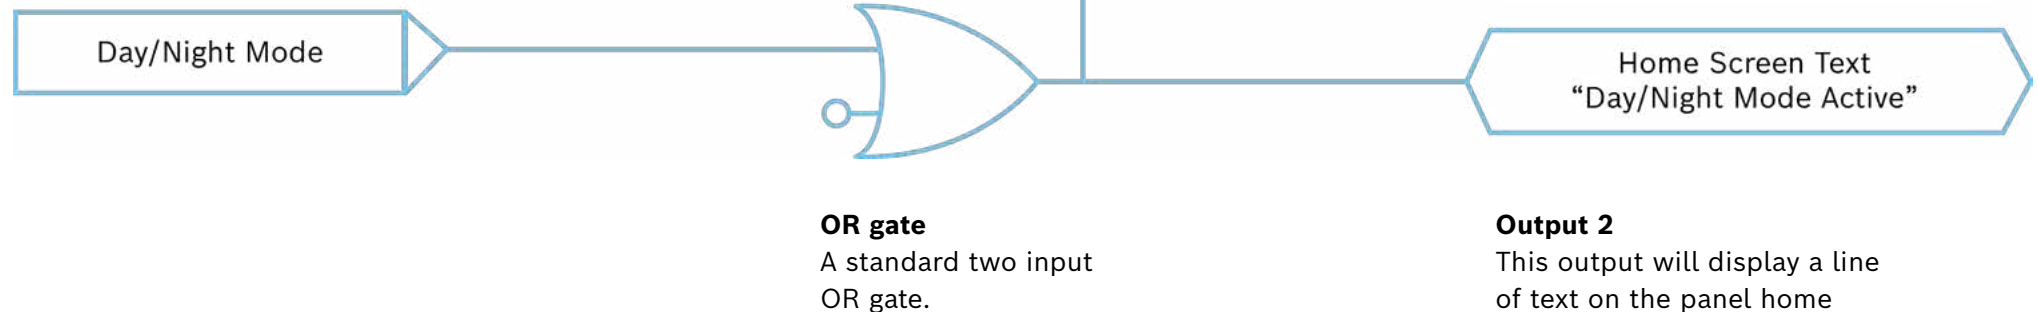 Day/Night Mode
Home Screen Text
“Day/Night Mode Active”
OR gate
A standard two input
OR gate.
Output 2
This output will display a line
of text on the panel home